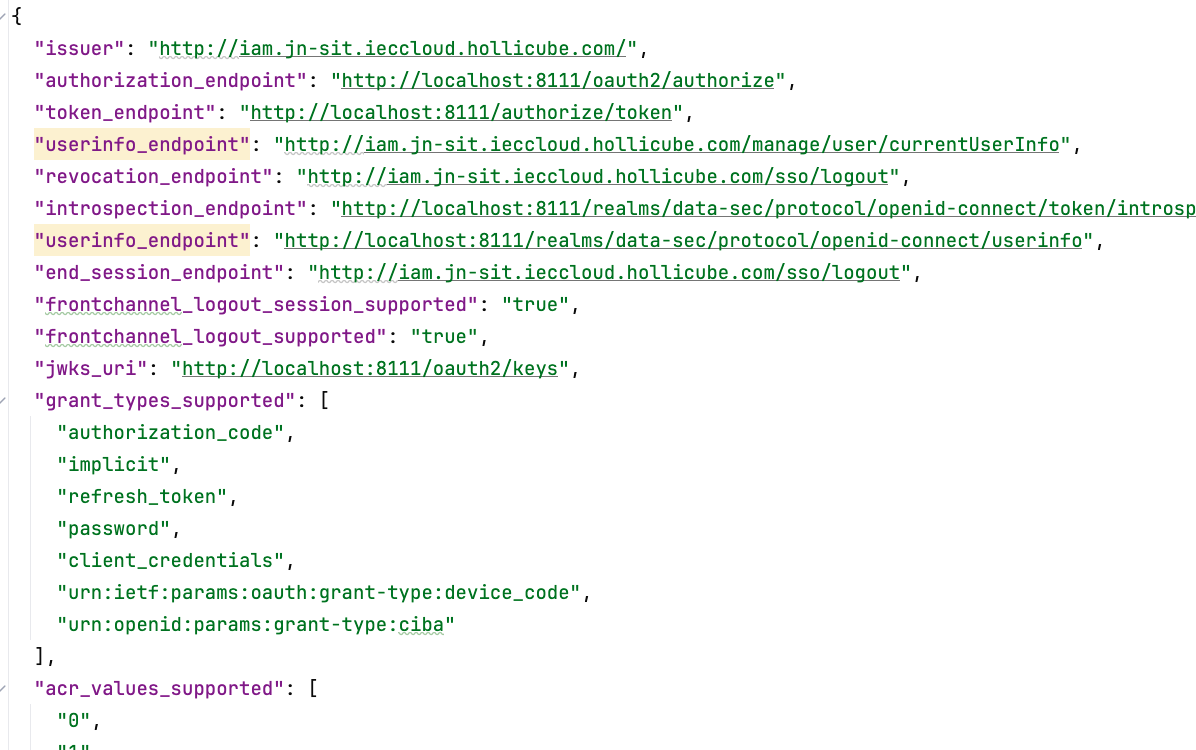 {
"issuer": "http://iam.jn-sit.ieccloud.hollicube.com/",
"authorization_endpoint": "http://localhost:8111/oauth2/authorize",
"token_endpoint": "http://localhost:8111/authorize/token",
"userinfo_endpoint": "http://iam.jn-sit.ieccloud.hollicube.com/manage/user/currentUserInfo",
"revocation_endpoint": "http://iam.jn-sit.ieccloud.hollicube.com/sso/logout",
"introspection_endpoint": "http://localhost:8111/realms/data-sec/protocol/openid-connect/token/introsp
"userinfo_endpoint": "http://localhost:8111/realms/data-sec/protocol/openid-connect/userinfo",
"end_session_endpoint": "http://iam.jn-sit.ieccloud.hollicube.com/sso/logout",
"frontchannel_logout_session_supported": "true",
"frontchannel_logout_supported": "true",
"jwks_uri": "http://localhost:8111/oauth2/keys",
"grant_types_supported": [
"authorization_code",
"implicit",
"refresh_token",
"password",
"client_credentials",
"urn:ietf:params:oauth:grant-type:device_code",
"urn:openid:params:grant-type:ciba"
],
"acr_values_supported": [
"0",
"1"